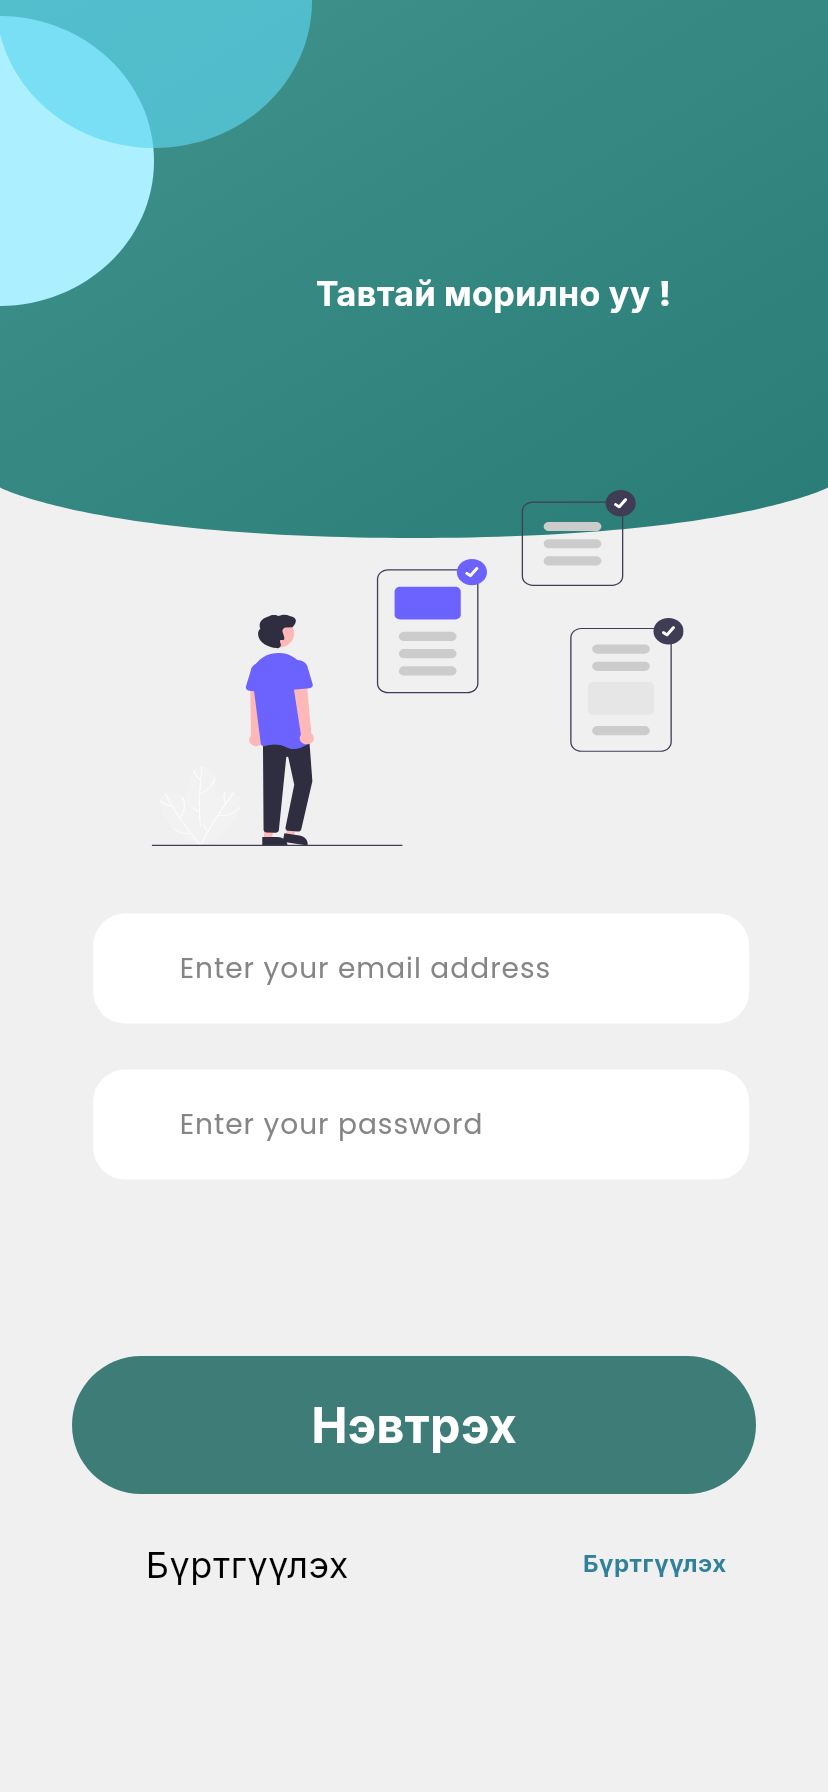 Тавтай морилно уу !
Enter your email address
Enter your password
Нэвтрэх
Бүртгүүлэх
Бүртгүүлэх